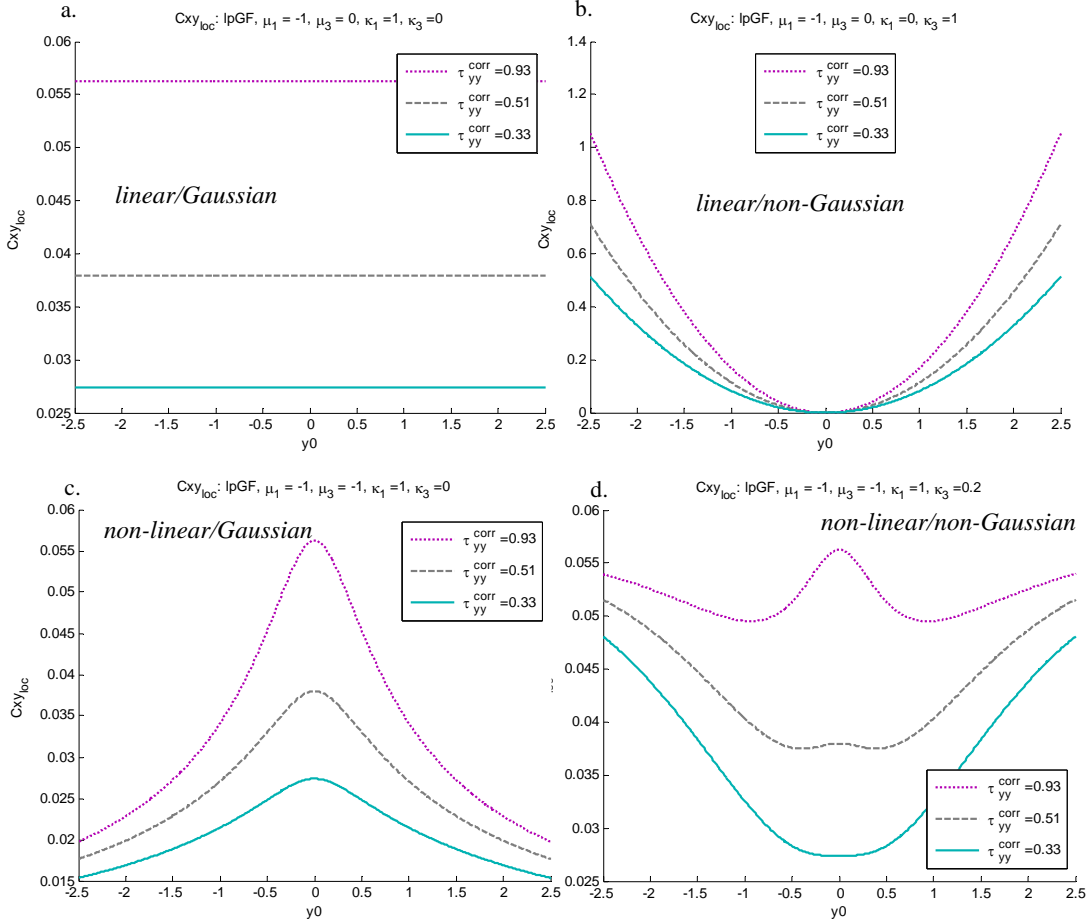 a.
Cxy_loc: lpGF, μ_1 = -1, μ_3 = 0, κ_1=1, κ_3=0
0.06
0.055
0.05
0.045
0.04
0.035
0.03
0.025
Cxy_loc
τ_yy^corr =0.93
τ_yy^corr =0.51
τ_yy^corr =0.33
linear/Gaussian
-2.5 -2 -1.5 -1 -0.5 0 0.5 1 1.5 2 2.5
y0
b.
Cxy_loc: lpGF, μ_1 = -1, μ_3 = 0, κ_1=0, κ_3=1
1.4
1.2
1
0.8
0.6
0.4
0.2
0
Cxy_loc
τ_yy^corr =0.93
τ_yy^corr =0.51
τ_yy^corr =0.33
linear/non-Gaussian
-2.5 -2 -1.5 -1 -0.5 0 0.5 1 1.5 2 2.5
y0
c.
Cxy_loc: lpGF, μ_1 = -1, μ_3 = -1, κ_1=1, κ_3=0
0.06
0.055
0.05
0.045
0.04
0.035
0.03
0.025
0.02
0.015
Cxy_loc
non-linear/Gaussian
τ_yy^corr =0.93
τ_yy^corr =0.51
τ_yy^corr =0.33
-2.5 -2 -1.5 -1 -0.5 0 0.5 1 1.5 2 2.5
y0
d.
Cxy_loc: lpGF, μ_1 = -1, μ_3 = -1, κ_1=1, κ_3=0.2
0.06
0.055
0.05
0.045
0.04
0.035
0.03
0.025
non-linear/non-Gaussian
τ_yy^corr =0.93
τ_yy^corr =0.51
τ_yy^corr =0.33
-2.5 -2 -1.5 -1 -0.5 0 0.5 1 1.5 2 2.5
y0